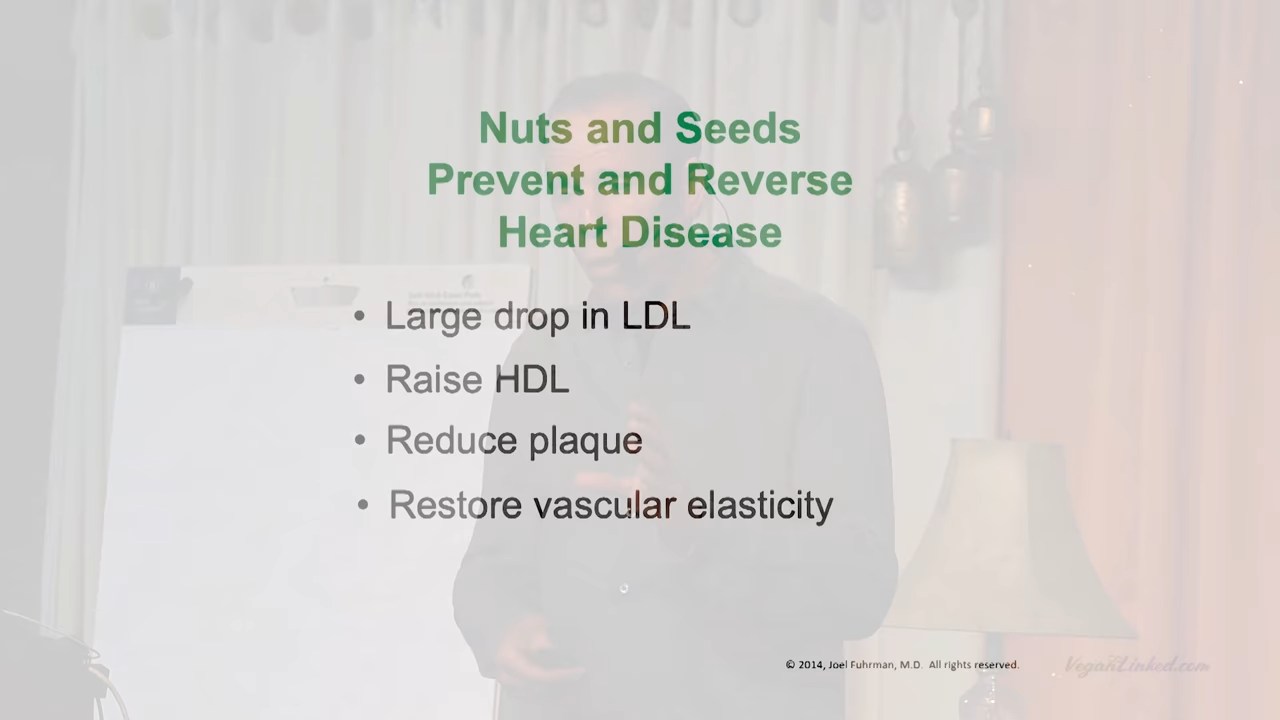 Nuts and Seeds
Prevent and Reverse
Heart Disease
• Large drop in LDL
• Raise HDL
• Reduce plaque
• Restore vascular elasticity
© 2014, Joel Fuhrman, M.D. All rights reserved.
VeganLinked.com